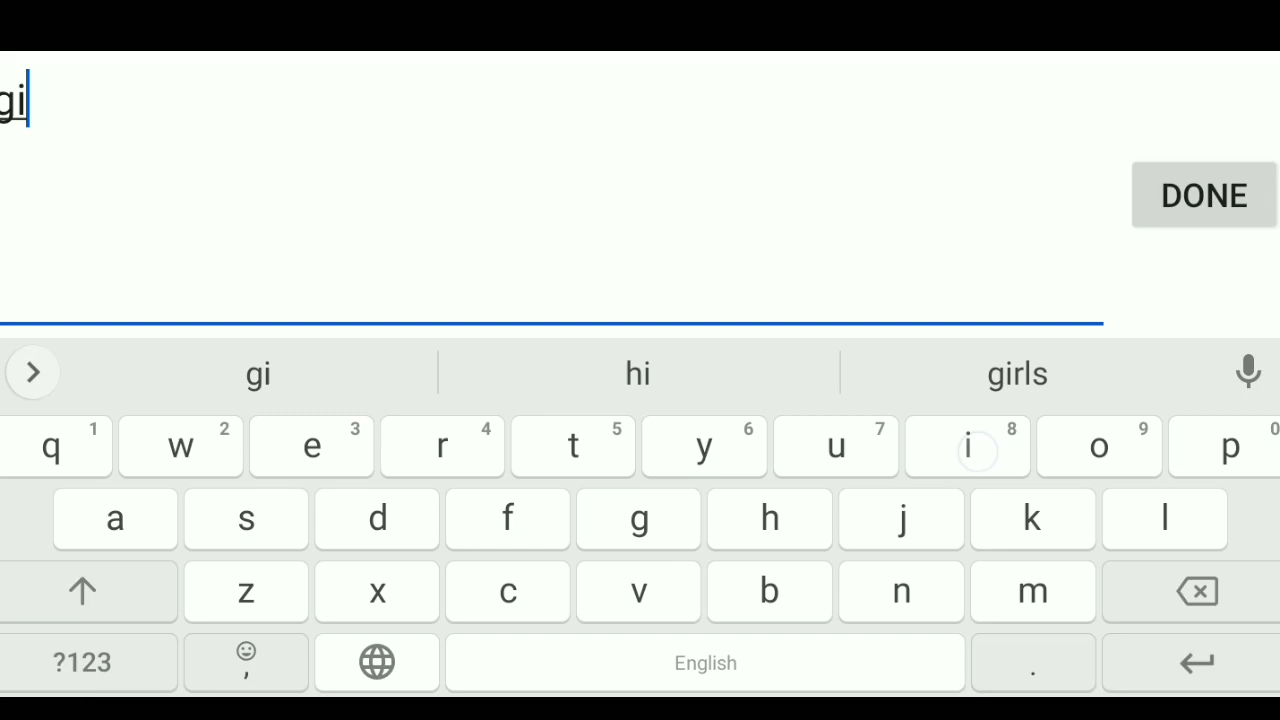 gi
DONE
gi hi girls
q 1 w 2 e 3 r 4 t 5 y 6 u 7 i 8 o 9 p 0
a s d f g h j k l
z x c v b n m
?123 , English .